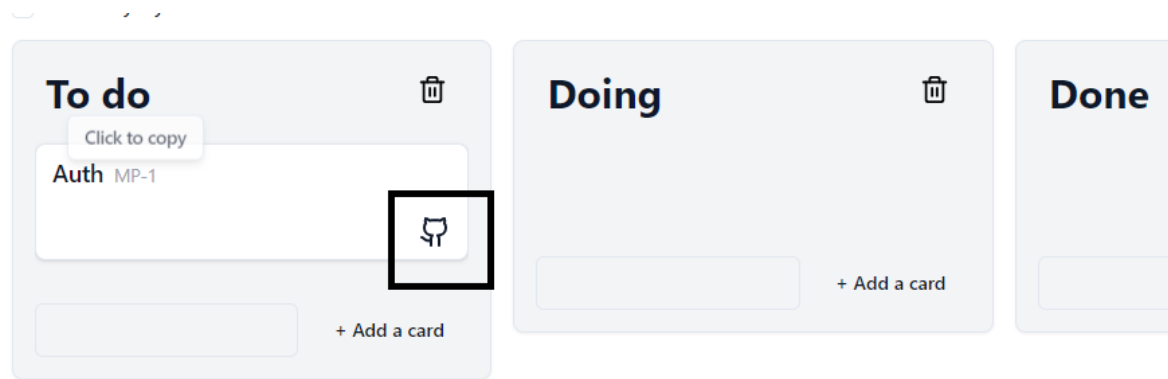 To do
Click to copy
Auth MP-1
+ Add a card
Doing
+ Add a card
Done